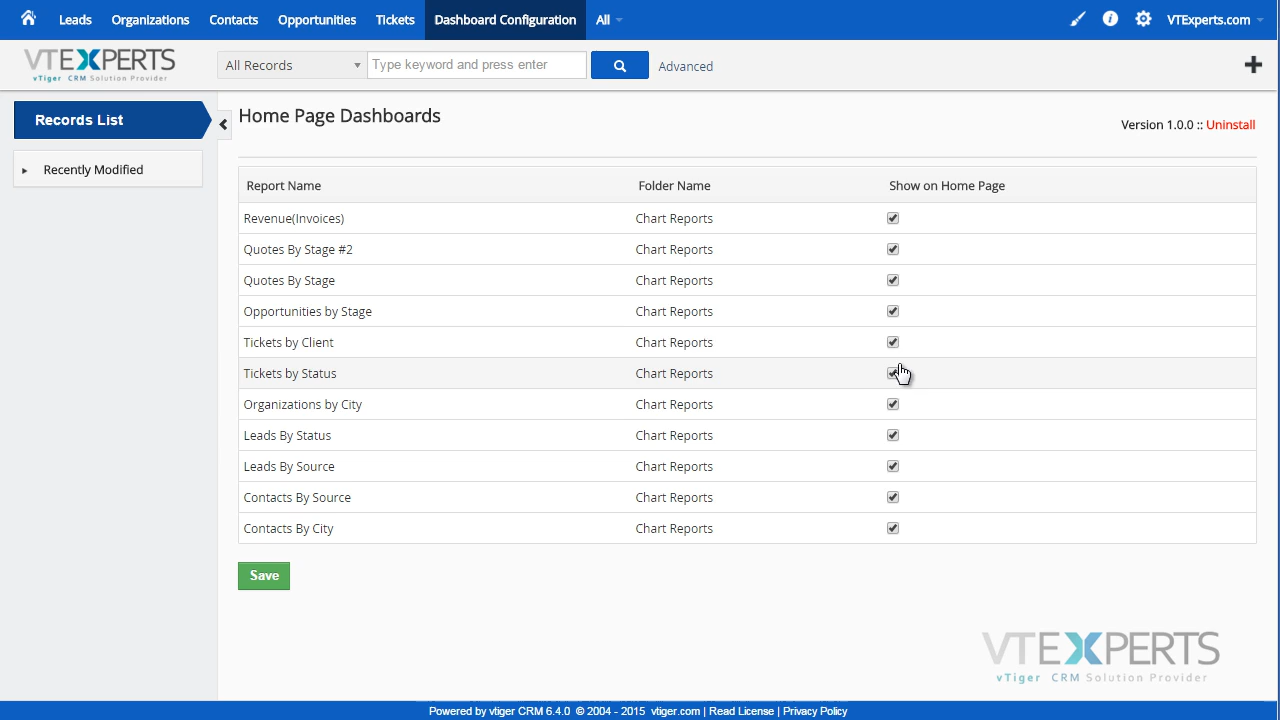 Leads Organizations Contacts Opportunities Tickets Dashboard Configuration All VTExperts.com
VTEXPERTS
vTiger CRM Solution Provider
All Records Type keyword and press enter Advanced
Records List
Recently Modified
Home Page Dashboards
Version 1.0.0 :: Uninstall
Report Name Folder Name Show on Home Page
Revenue(Invoices) Chart Reports
Quotes By Stage #2 Chart Reports
Quotes By Stage Chart Reports
Opportunities by Stage Chart Reports
Tickets by Client Chart Reports
Tickets by Status Chart Reports
Organizations by City Chart Reports
Leads By Status Chart Reports
Leads By Source Chart Reports
Contacts By Source Chart Reports
Contacts By City Chart Reports
Save
VTEXPERTS
vTiger CRM Solution Provider
Powered by vtiger CRM 6.4.0 © 2004 - 2015 vtiger.com | Read License | Privacy Policy